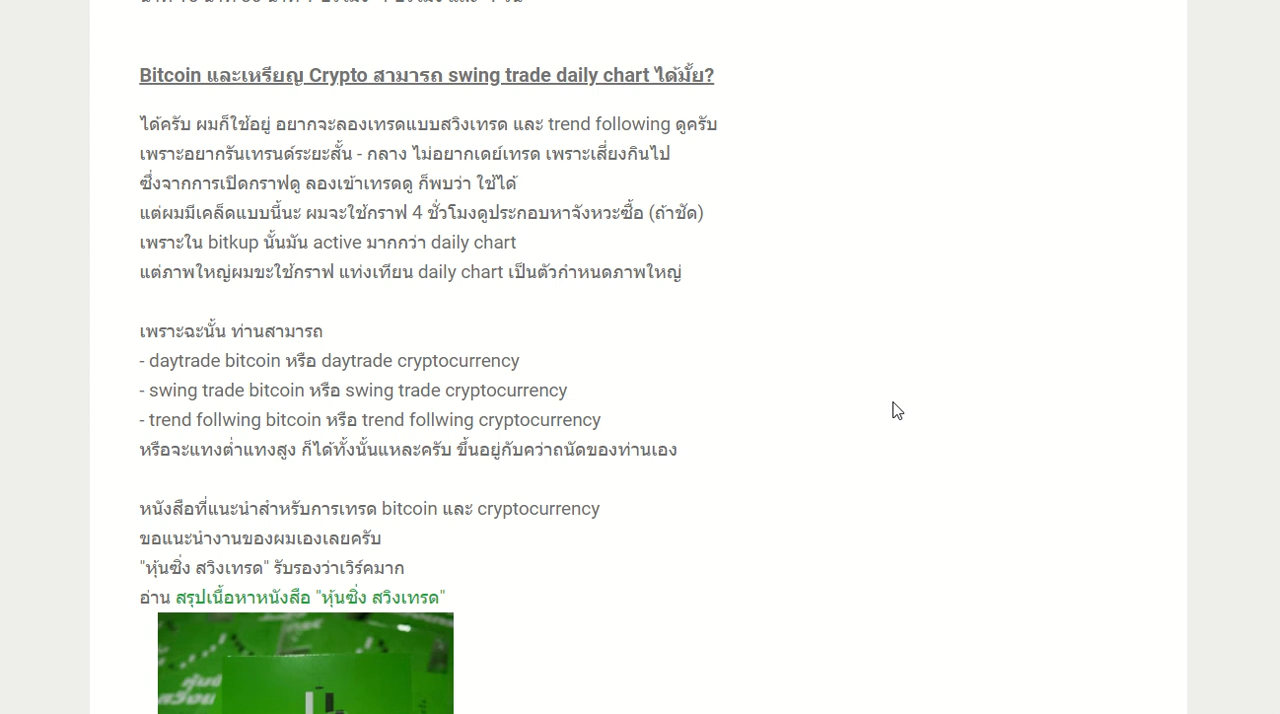 Bitcoin และเหรียญ Crypto สามารถ swing trade daily chart ได้มั้ย?
ได้ครับ ผมก็ใช้อยู่ อยากจะลองเทรดแบบสวิงเทรด และ trend following ดูครับ
เพราะอยากรันเทรนด์ระยะสั้น - กลาง ไม่อยากเดย์เทรด เพราะเสี่ยงกินไป
ซึ่งจากการเปิดกราฟดู ลองเข้าเทรดดู ก็พบว่า ใช้ได้
แต่ผมมีเคล็ดแบบนี้นะ ผมจะใช้กราฟ 4 ชั่วโมงดูประกอบหาจังหวะซื้อ (ถ้าชัด)
เพราะใน bitkup นั้นมัน active มากกว่า daily chart
แต่ภาพใหญ่ผมขะใช้กราฟ แท่งเทียน daily chart เป็นตัวกำหนดภาพใหญ่
เพราะฉะนั้น ท่านสามารถ
- daytrade bitcoin หรือ daytrade cryptocurrency
- swing trade bitcoin หรือ swing trade cryptocurrency
- trend follwing bitcoin หรือ trend follwing cryptocurrency
หรือจะแทงต่ำแทงสูง ก็ได้ทั้งนั้นแหละครับ ขึ้นอยู่กับคว่าถนัดของท่านเอง
หนังสือที่แนะนำสำหรับการเทรด bitcoin และ cryptocurrency
ขอแนะนำงานของผมเองเลยครับ
"หุ้นซิ่ง สวิงเทรด" รับรองว่าเวิร์คมาก
อ่าน สรุปเนื้อหาหนังสือ "หุ้นซิ่ง สวิงเทรด"